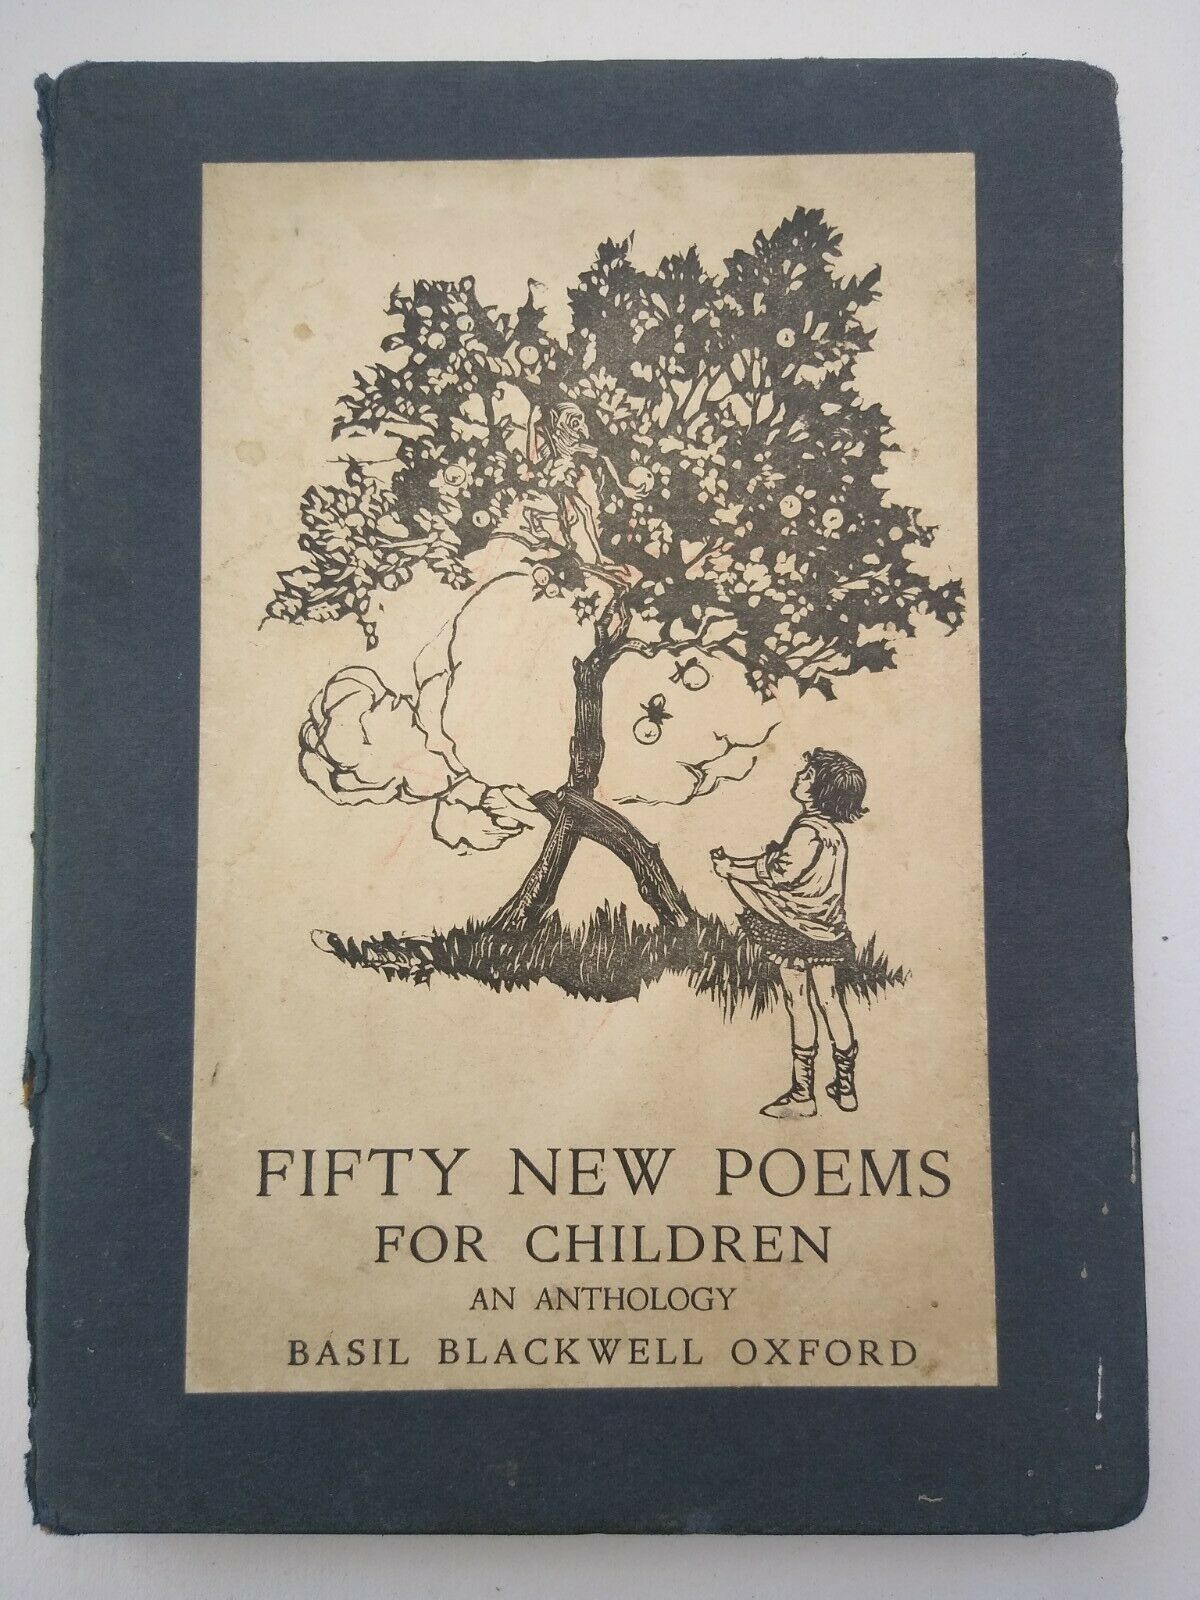 FIFTY NEW POEMS
FOR CHILDREN
AN ANTHOLOGY
BASIL BLACKWELL OXFORD